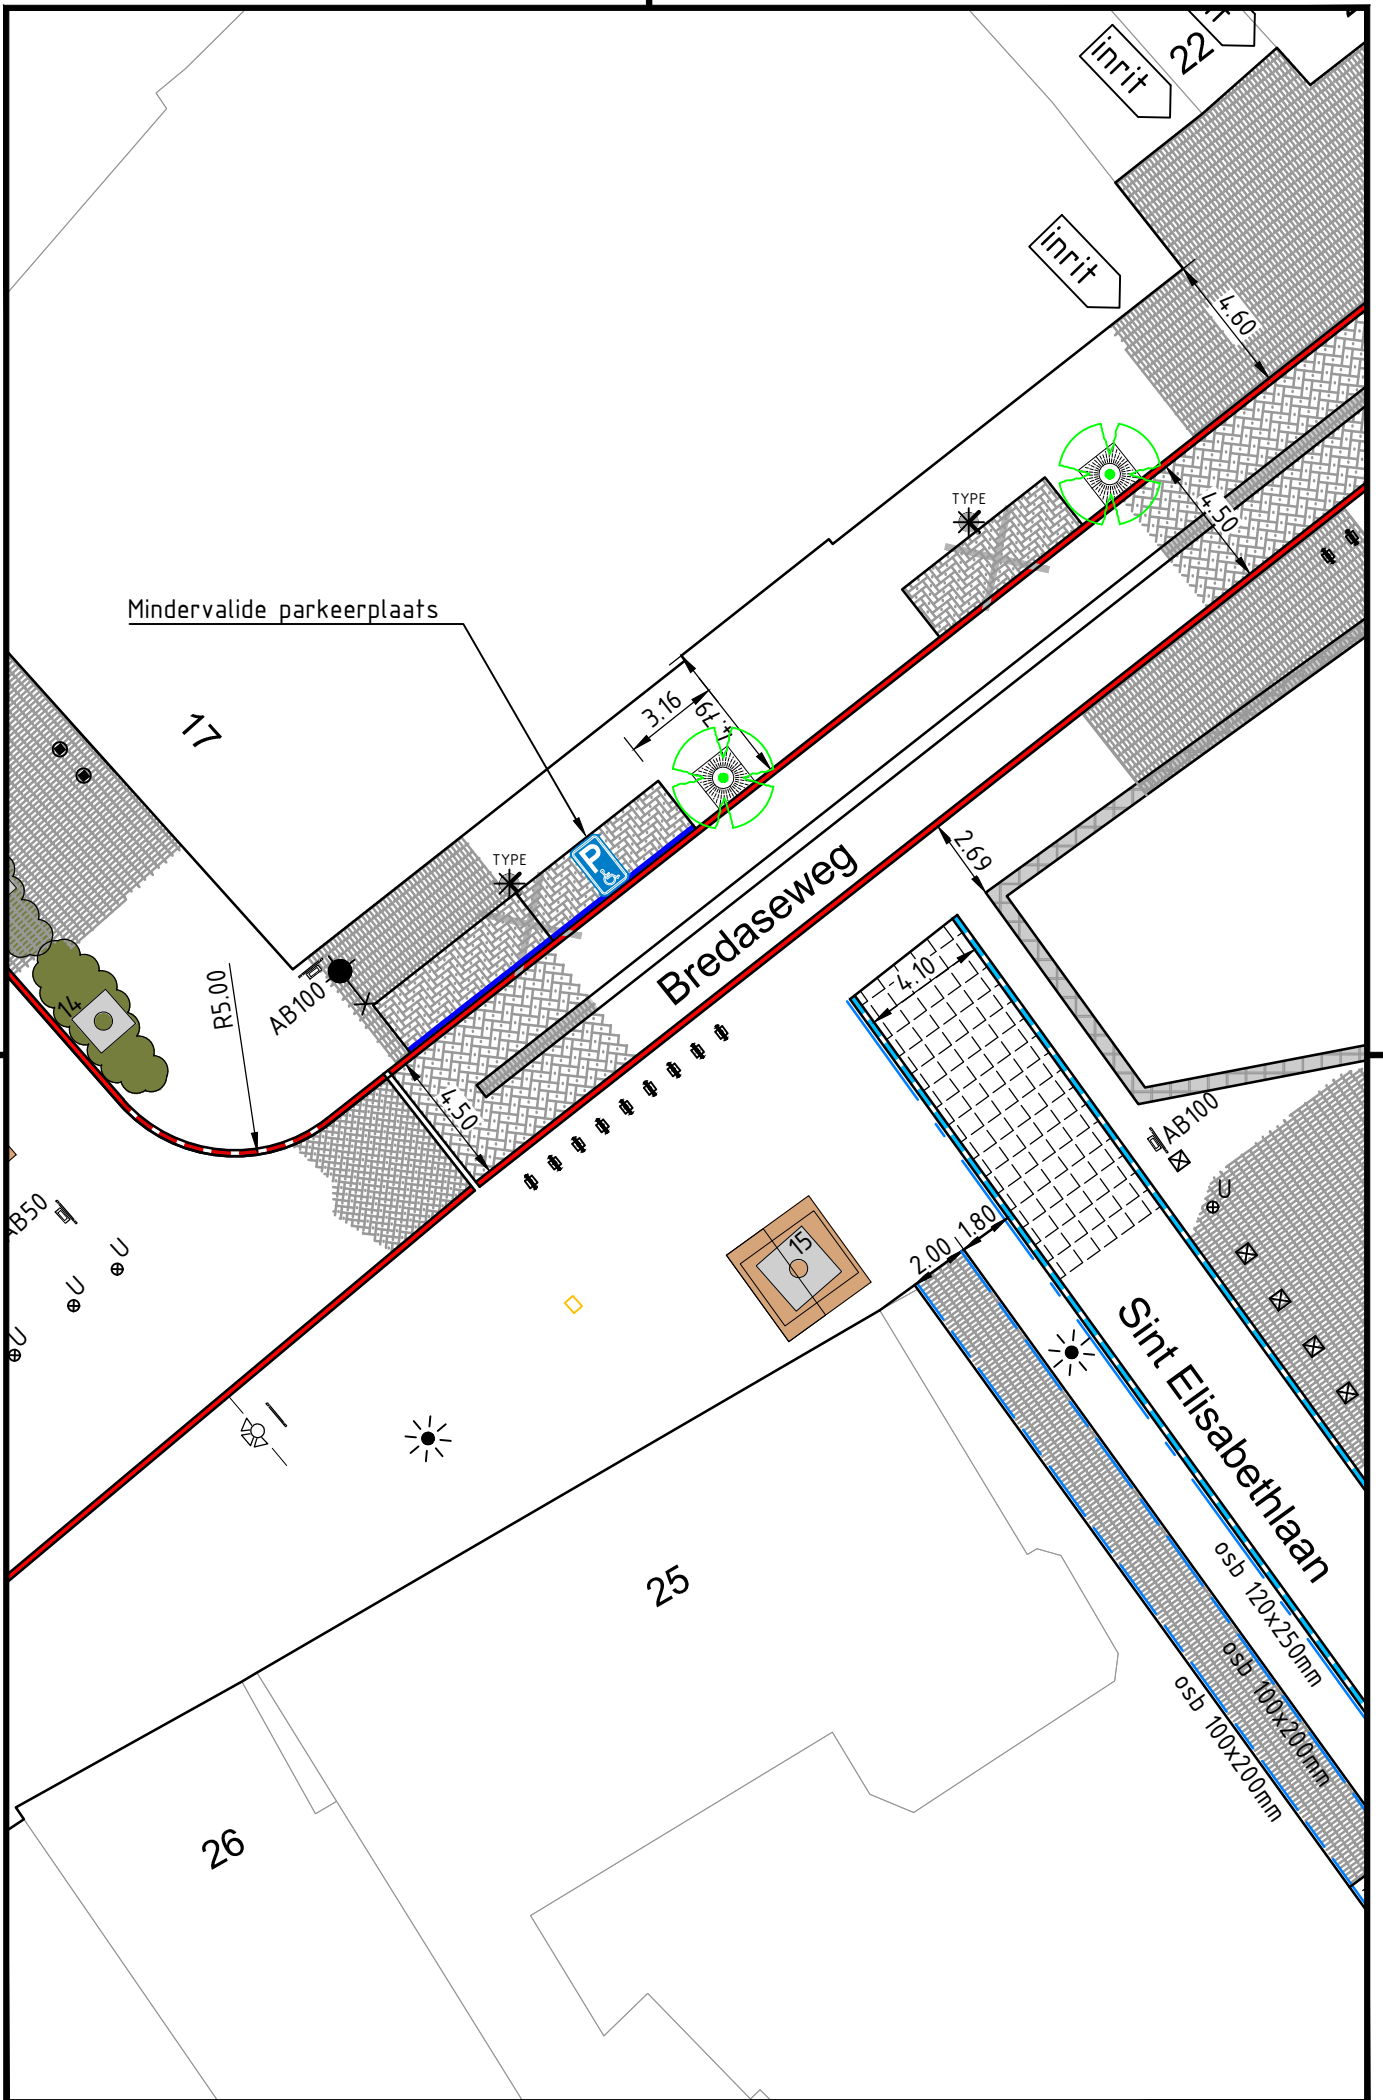 22
inrit
inrit
4.60
TYPE
4.50
Mindervalide parkeerplaats
3.16
4.79
17
TYPE
P
2.69
Bredaseweg
R5.00
AB100
14
4.10
4.50
AB100
U
AB50
U
U
U
15
2.00
1.80
Sint Elisabethlaan
25
osb 120x250mm
osb 100x200mm
osb 100x200mm
26